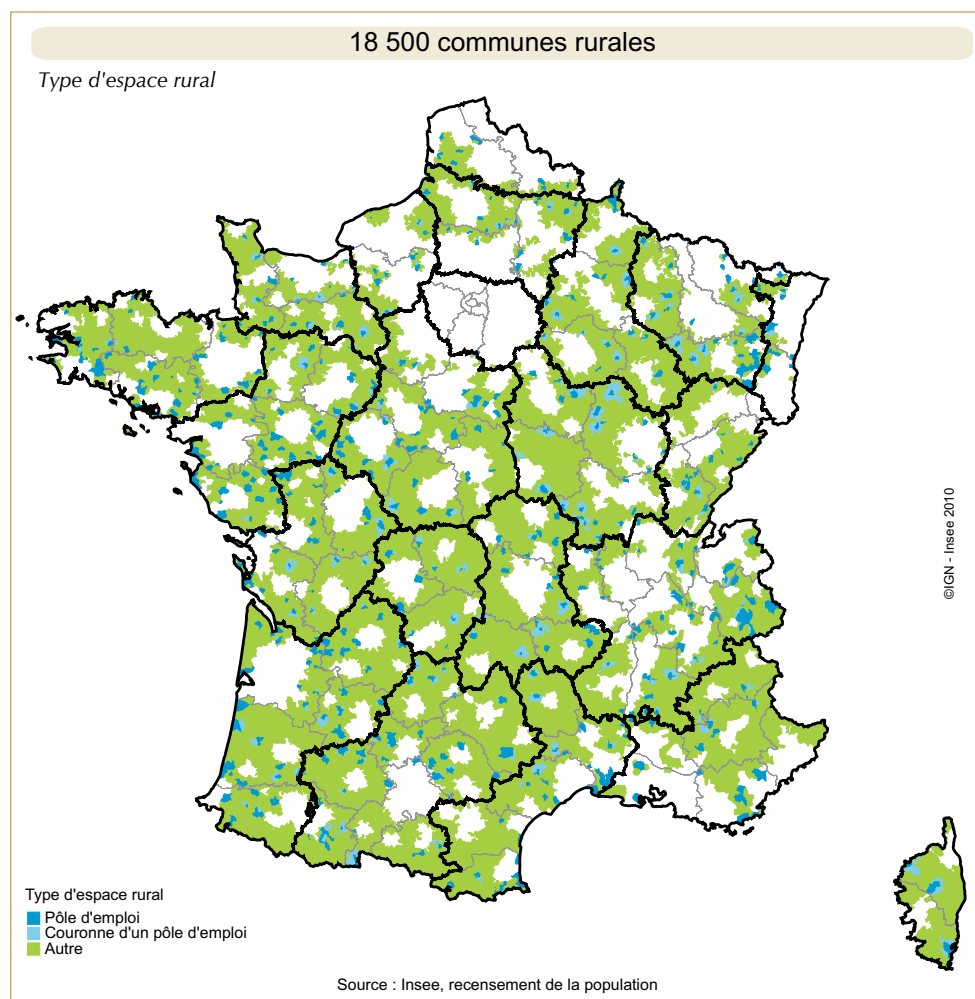 18 500 communes rurales
Type d'espace rural
©IGN - Insee 2010
Type d'espace rural
Pôle d'emploi
Couronne d'un pôle d'emploi
Autre
Source : Insee, recensement de la population